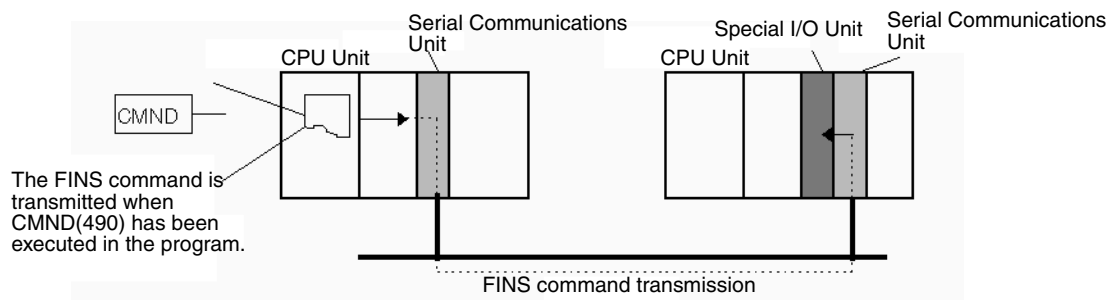 Serial Communications
Unit
CPU Unit
CMND
The FINS command is
transmitted when
CMND(490) has been
executed in the program.
Special I/O Unit
Serial Communications
Unit
CPU Unit
FINS command transmission